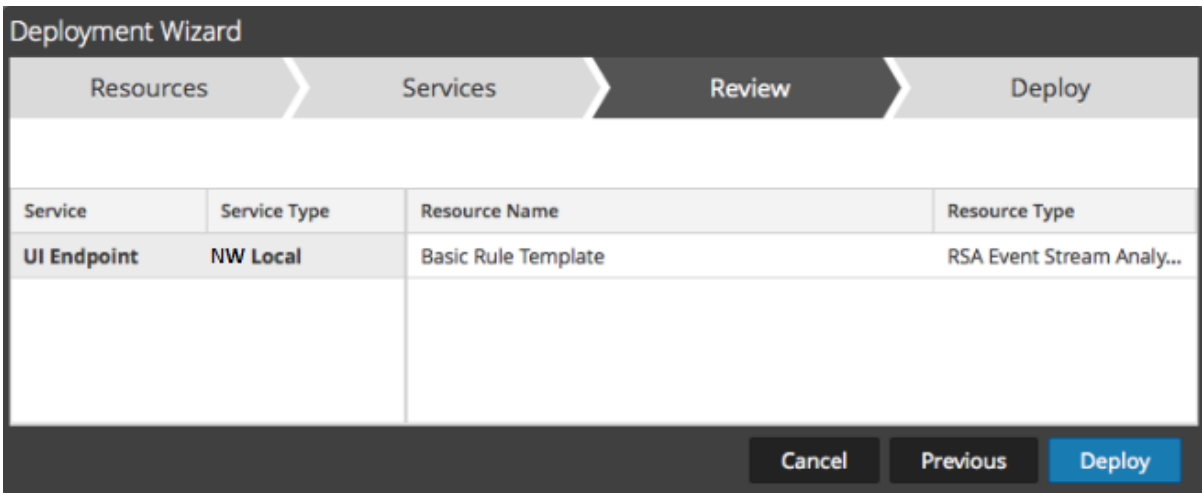 Deployment Wizard
Resources Services Review Deploy
Service Service Type Resource Name Resource Type
UI Endpoint NW Local Basic Rule Template RSA Event Stream Analy...
Cancel Previous Deploy